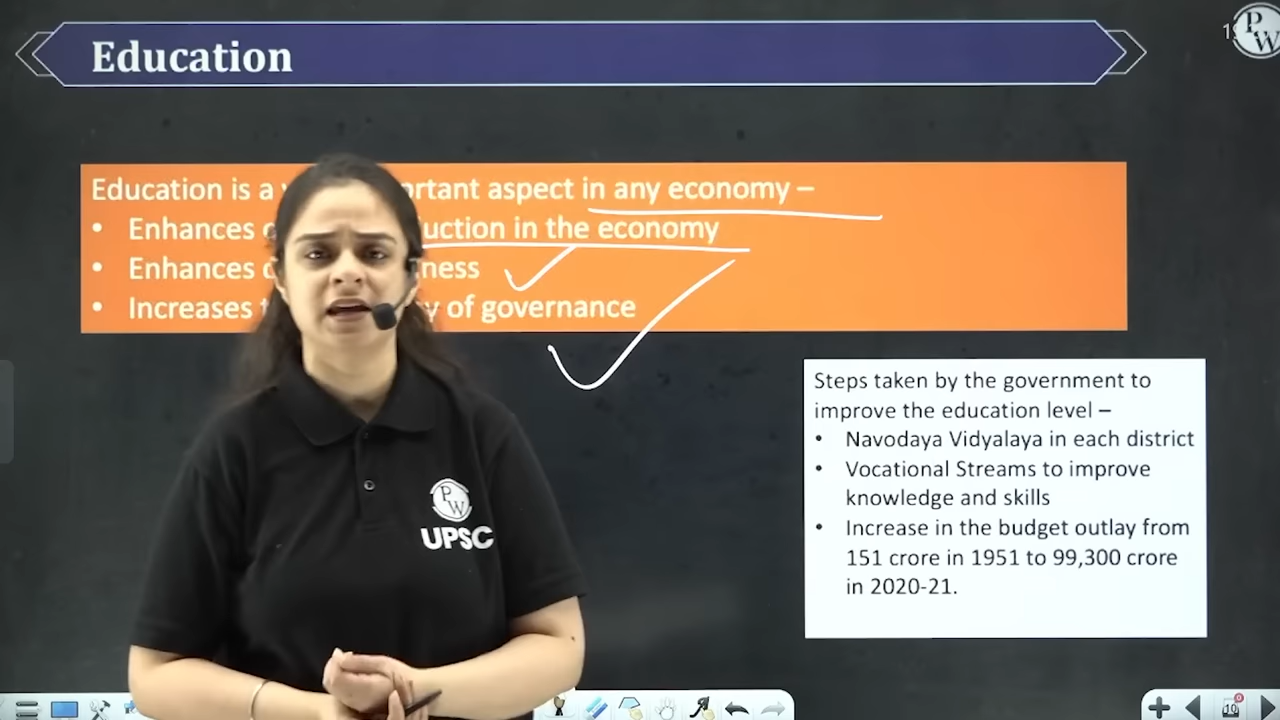 Education
P W
Education is a artant aspect in any economy –
• Enhances uction in the economy
• Enhances ness
• Increases y of governance
Steps taken by the government to
improve the education level –
• Navodaya Vidyalaya in each district
• Vocational Streams to improve
knowledge and skills
• Increase in the budget outlay from
151 crore in 1951 to 99,300 crore
in 2020-21.
P W
UPSC